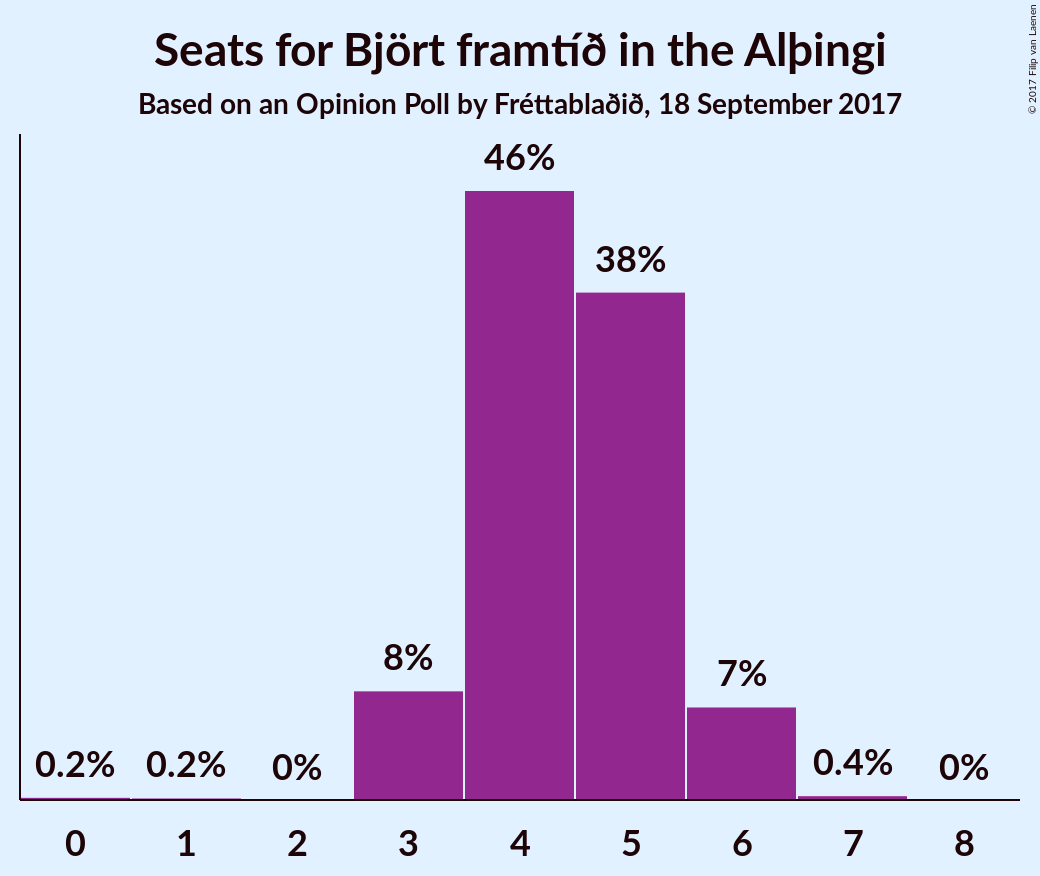 Seats for Björt framtíð in the Alþingi
Based on an Opinion Poll by Fréttablaðið, 18 September 2017
© 2017 Filip van Laenen
46%
38%
8%
7%
0.2%
0.2%
0%
0.4%
0%
0 1 2 3 4 5 6 7 8